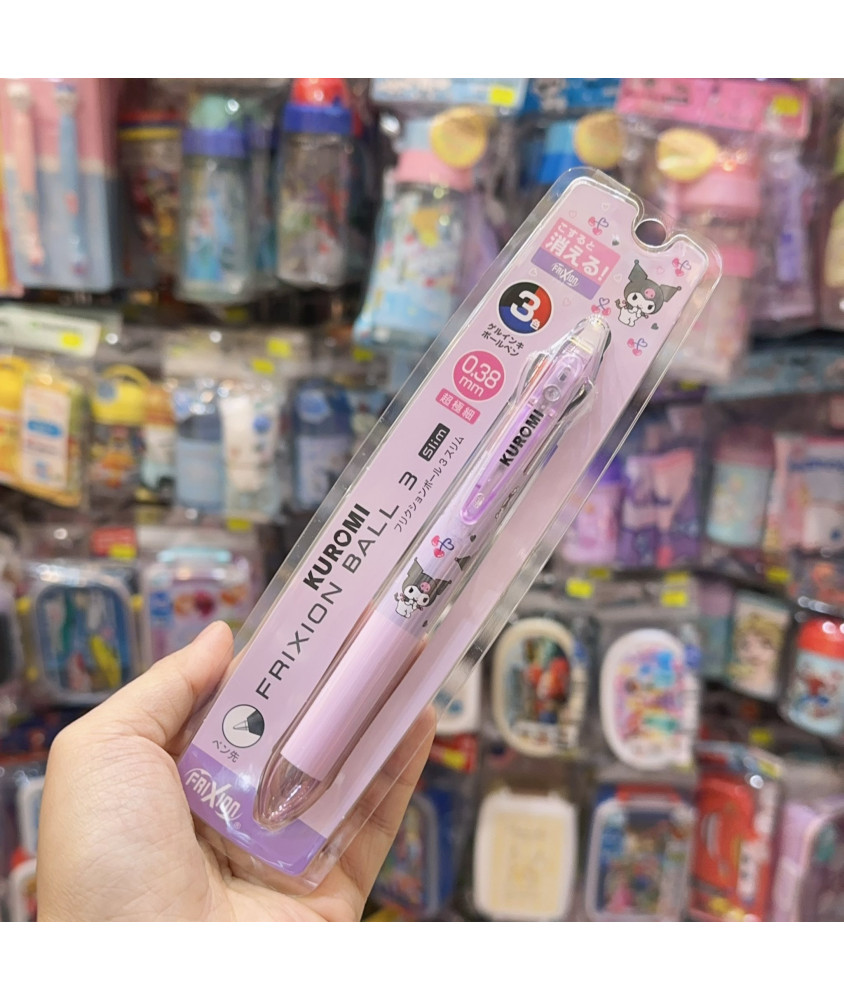 こすると
消える!
FRIXION
3色
ゲルインキ
ボールペン
0.38
mm
超極細
KUROMI
FRIXION BALL 3 Slim
フリクションボール3スリム
KUROMI
ペン先
FRIXION